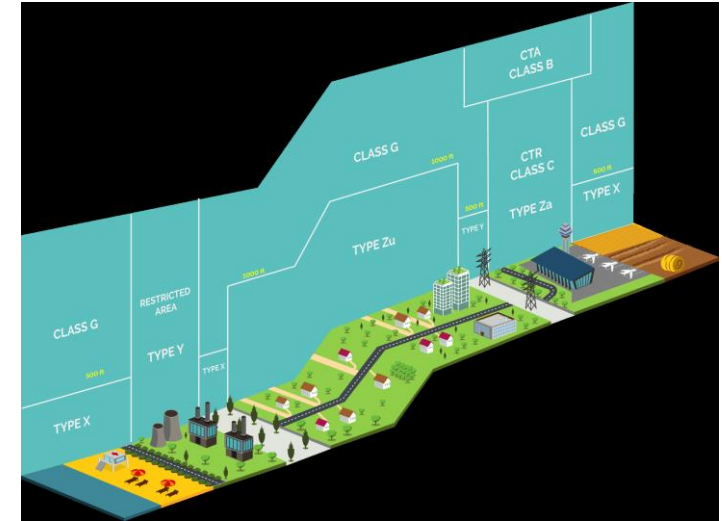 CTA
CLASS B
CLASS G
CLASS G
1000 ft
500 ft
CTR
CLASS C
500 ft
TYPE X
TYPE Za
TYPE Y
TYPE Zu
1000 ft
RESTRICTED
AREA
CLASS G
TYPE Y
TYPE X
500 ft
TYPE X